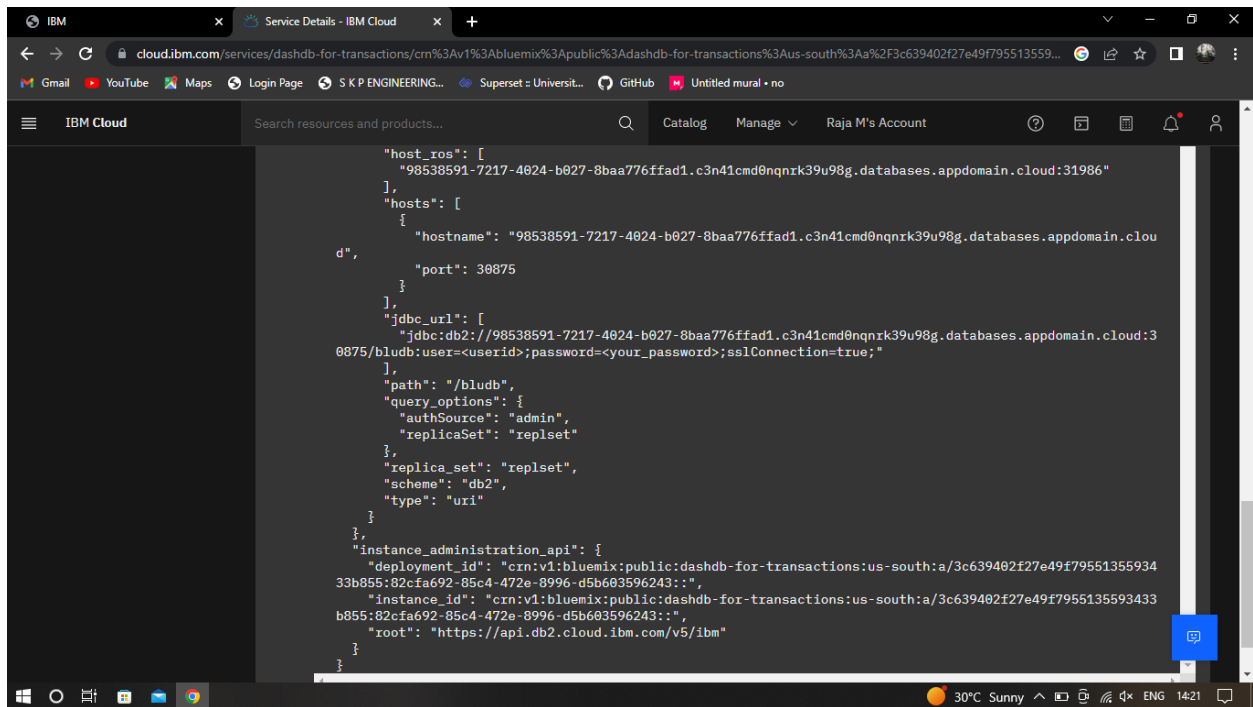 IBM
Service Details - IBM Cloud
cloud.ibm.com/services/dashdb-for-transactions/crn%3Av1%3Abluemix%3Apublic%3Adashdb-for-transactions%3Aus-south%3Aa%2F3c639402f27e49f795513559...
Gmail YouTube Maps Login Page S K P ENGINEERING... Superset :: Universit... GitHub Untitled mural • no
IBM Cloud Search resources and products... Catalog Manage Raja M's Account
"host_ros": [
"98538591-7217-4024-b027-8baa776ffad1.c3n41cmd0nqnrk39u98g.databases.appdomain.cloud:31986"
],
"hosts": [
{
"hostname": "98538591-7217-4024-b027-8baa776ffad1.c3n41cmd0nqnrk39u98g.databases.appdomain.clou
d",
"port": 30875
}
],
"jdbc_url": [
"jdbc:db2://98538591-7217-4024-b027-8baa776ffad1.c3n41cmd0nqnrk39u98g.databases.appdomain.cloud:3
0875/bludb:user=<userid>;password=<your_password>;sslConnection=true;"
],
"path": "/bludb",
"query_options": {
"authSource": "admin",
"replicaSet": "replset"
},
"replica_set": "replset",
"scheme": "db2",
"type": "uri"
}
},
"instance_administration_api": {
"deployment_id": "crn:v1:bluemix:public:dashdb-for-transactions:us-south:a/3c639402f27e49f79551355934
33b855:82cfa692-85c4-472e-8996-d5b603596243::",
"instance_id": "crn:v1:bluemix:public:dashdb-for-transactions:us-south:a/3c639402f27e49f7955135593433
b855:82cfa692-85c4-472e-8996-d5b603596243::",
"root": "https://api.db2.cloud.ibm.com/v5/ibm"
}
}
30°C Sunny ENG 14:21